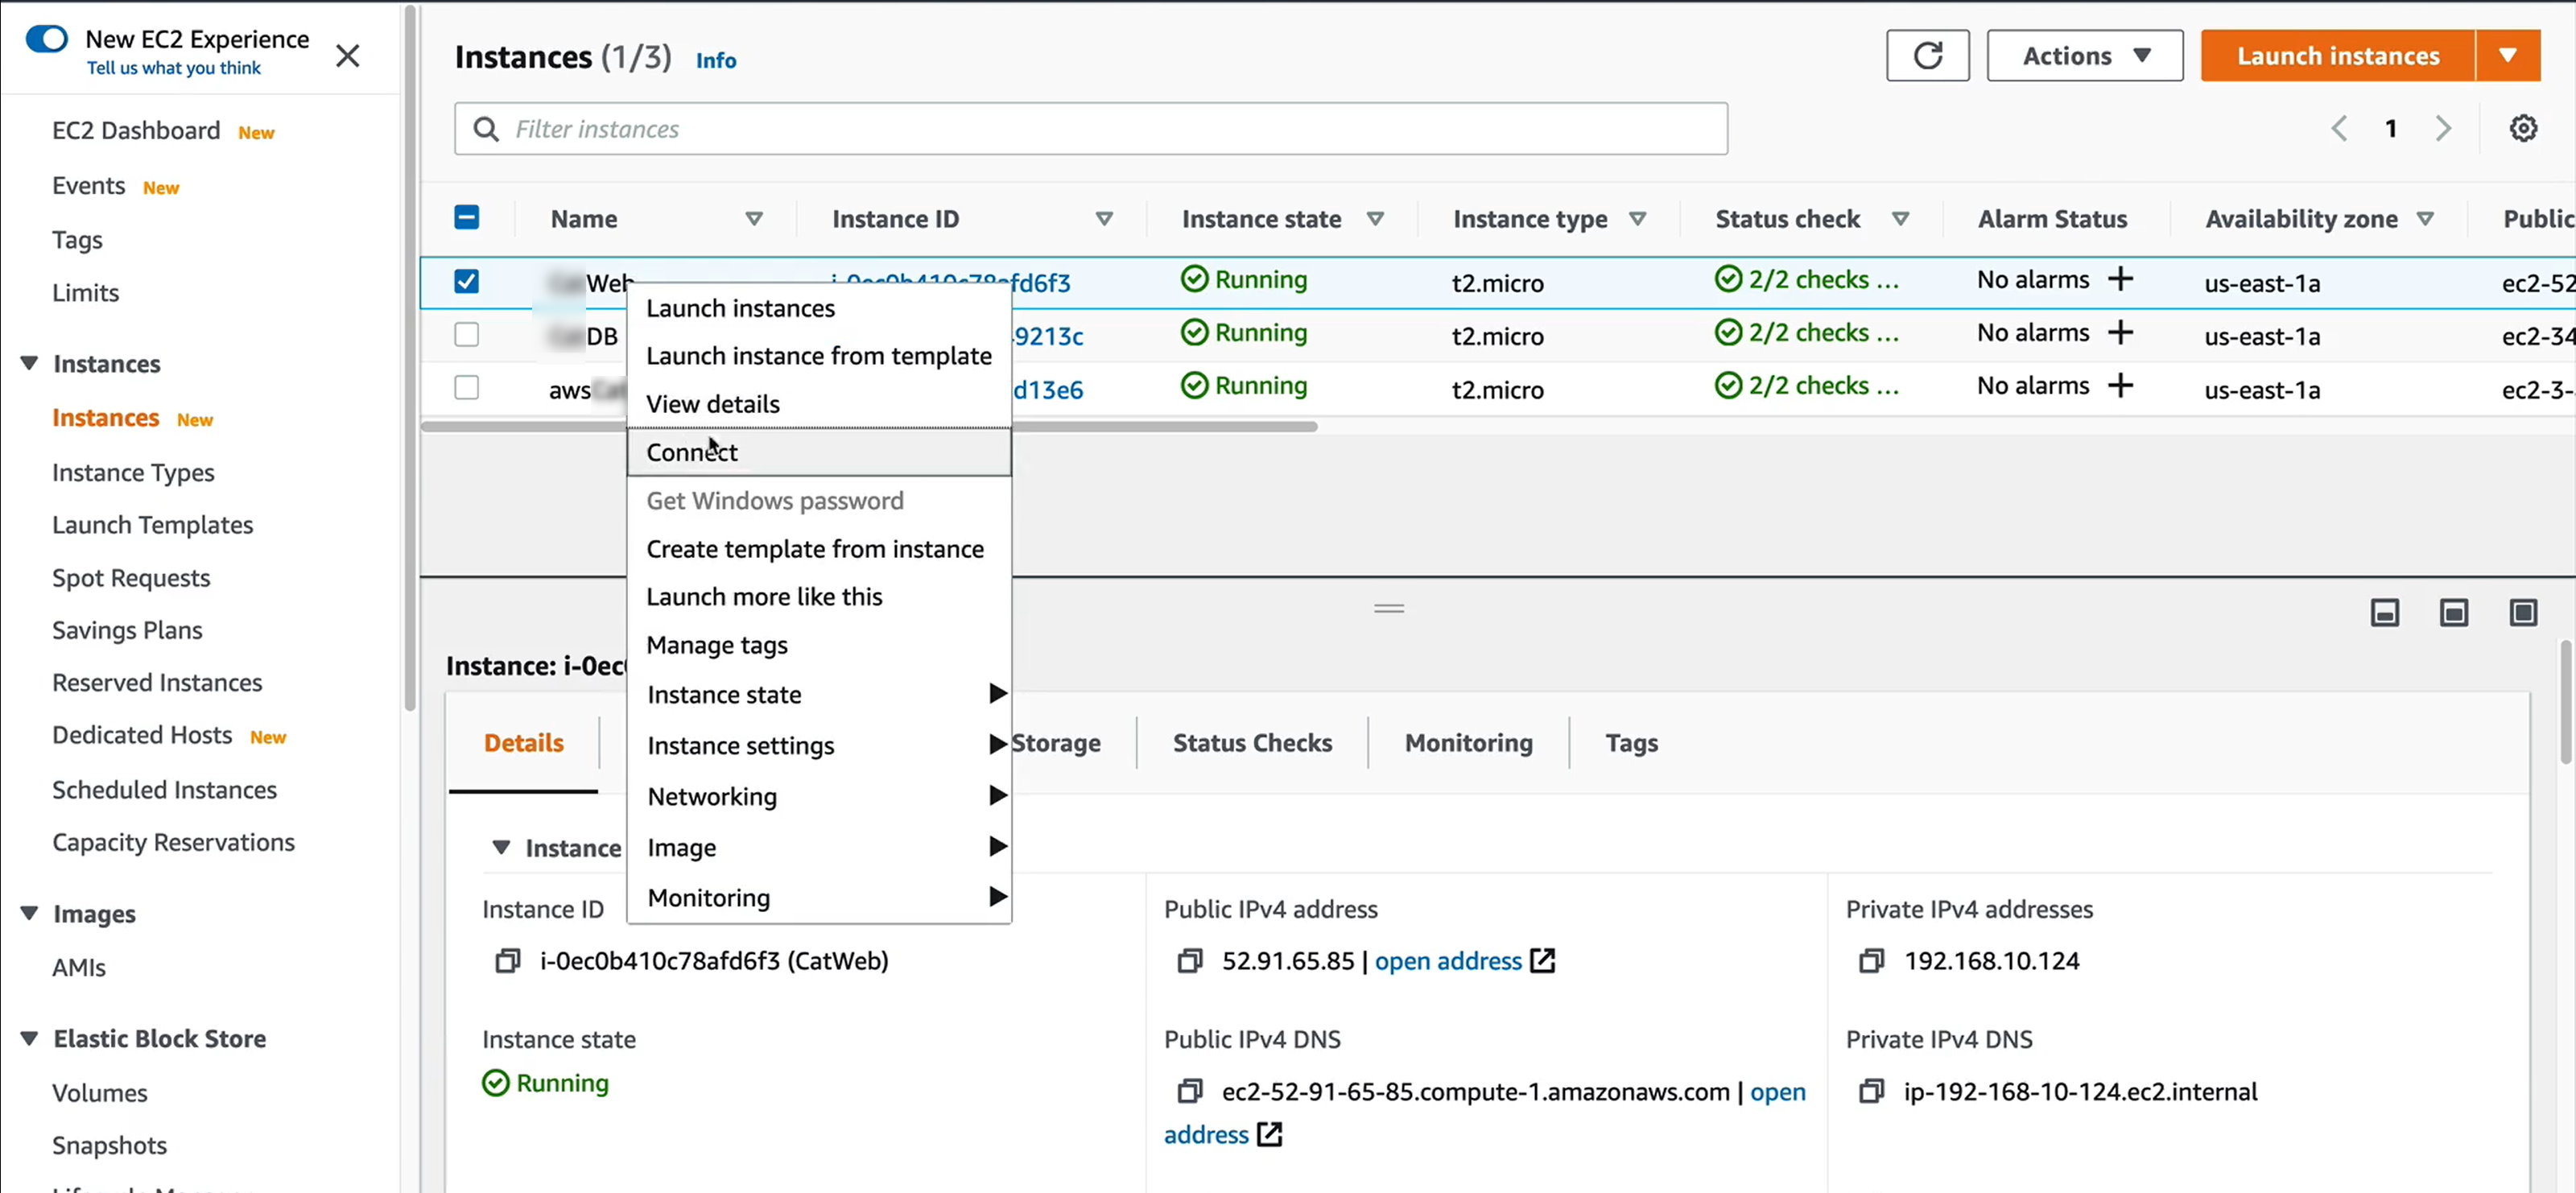 New EC2 Experience
Tell us what you think
EC2 Dashboard New
Events New
Tags
Limits
Instances
Instances New
Instance Types
Launch Templates
Spot Requests
Savings Plans
Reserved Instances
Dedicated Hosts New
Scheduled Instances
Capacity Reservations
Images
AMIs
Elastic Block Store
Volumes
Snapshots
Instances (1/3) Info
Actions
Launch instances
Filter instances
1
Name Instance ID Instance state Instance type Status check Alarm Status Availability zone Public
Web i-0ec0b410c78afd6f3 Running t2.micro 2/2 checks ... No alarms us-east-1a ec2-52
DB 9213c Running t2.micro 2/2 checks ... No alarms us-east-1a ec2-34
aws d13e6 Running t2.micro 2/2 checks ... No alarms us-east-1a ec2-3-
Launch instances
Launch instance from template
View details
Connect
Get Windows password
Create template from instance
Launch more like this
Manage tags
Instance state
Instance settings
Networking
Image
Monitoring
Instance: i-0ec
Details Storage Status Checks Monitoring Tags
Instance
Instance ID
i-0ec0b410c78afd6f3 (CatWeb)
Instance state
Running
Public IPv4 address
52.91.65.85 | open address
Public IPv4 DNS
ec2-52-91-65-85.compute-1.amazonaws.com | open
address
Private IPv4 addresses
192.168.10.124
Private IPv4 DNS
ip-192-168-10-124.ec2.internal